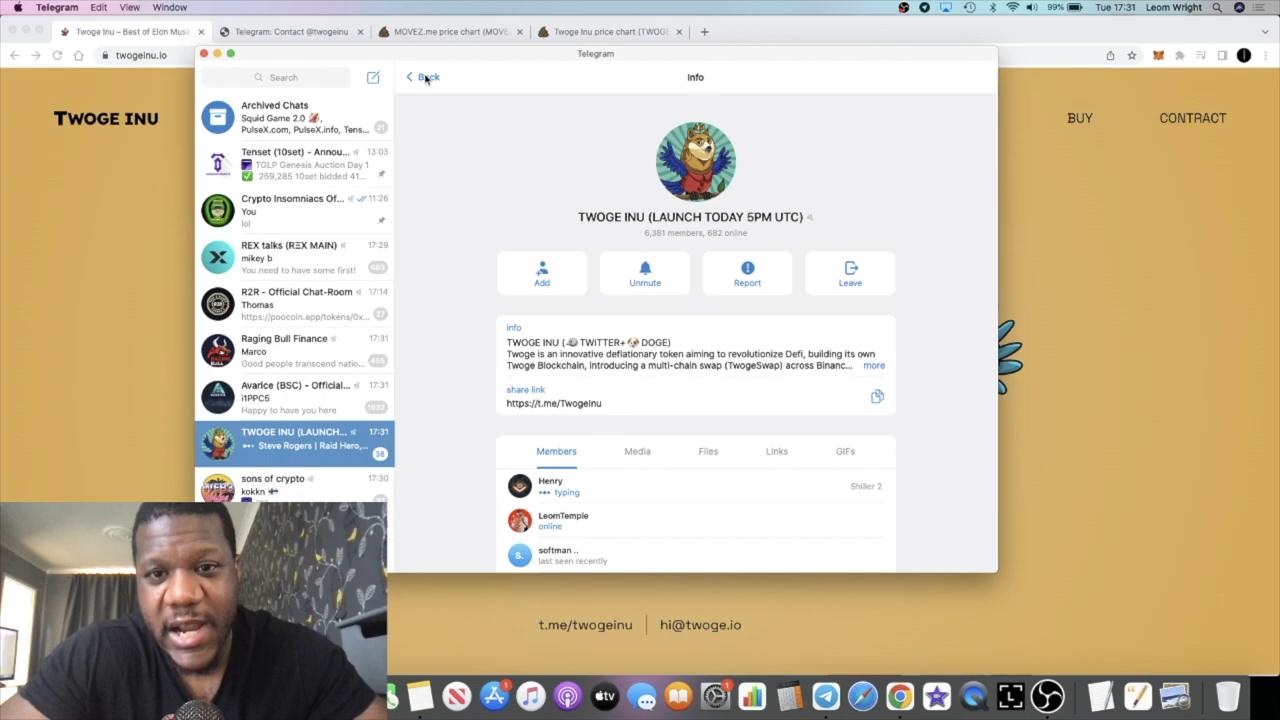 Telegram Edit View Window 99% Tue 17:31 Leom Wright
Twoge Inu – Best of Elon Musk
Telegram: Contact @twogeinu
MOVEZ.me price chart (MOVE
Twoge Inu price chart (TWOGE
twogeinu.io
Telegram
TWOGE INU
BUY
CONTRACT
Search
Back
Info
Archived Chats
Squid Game 2.0
PulseX.com, PulseX.info, Tens...
21
Tenset (10set) - Annou... 13:03
TGLP Genesis Auction Day 1
259,285 10set bidded 41...
Crypto Insomniacs Of... 11:26
You
lol
REX talks (RΞX MAIN) 17:29
mikey b
You need to have some first!
R2R - Official Chat-Room 17:14
Thomas
https://poocoin.app/tokens/0x...
27
Raging Bull Finance 17:31
Marco
Good people transcend natio...
Avarice (BSC) - Official... 17:31
i1PPC5
Happy to have you here
TWOGE INU (LAUNCH... 17:31
Steve Rogers | Raid Hero,...
36
sons of crypto 17:30
kokkn
TWOGE INU (LAUNCH TODAY 5PM UTC)
6,381 members, 682 online
Add
Unmute
Report
Leave
info
TWOGE INU ( TWITTER+ DOGE)
Twoge is an innovative deflationary token aiming to revolutionize Defi, building its own
Twoge Blockchain, introducing a multi-chain swap (TwogeSwap) across Binanc... more
share link
https://t.me/TwogeInu
Members Media Files Links GIFs
Henry
typing
Shiller 2
LeomTemple
online
S.
softman ..
last seen recently
t.me/twogeinu | hi@twoge.io
tv